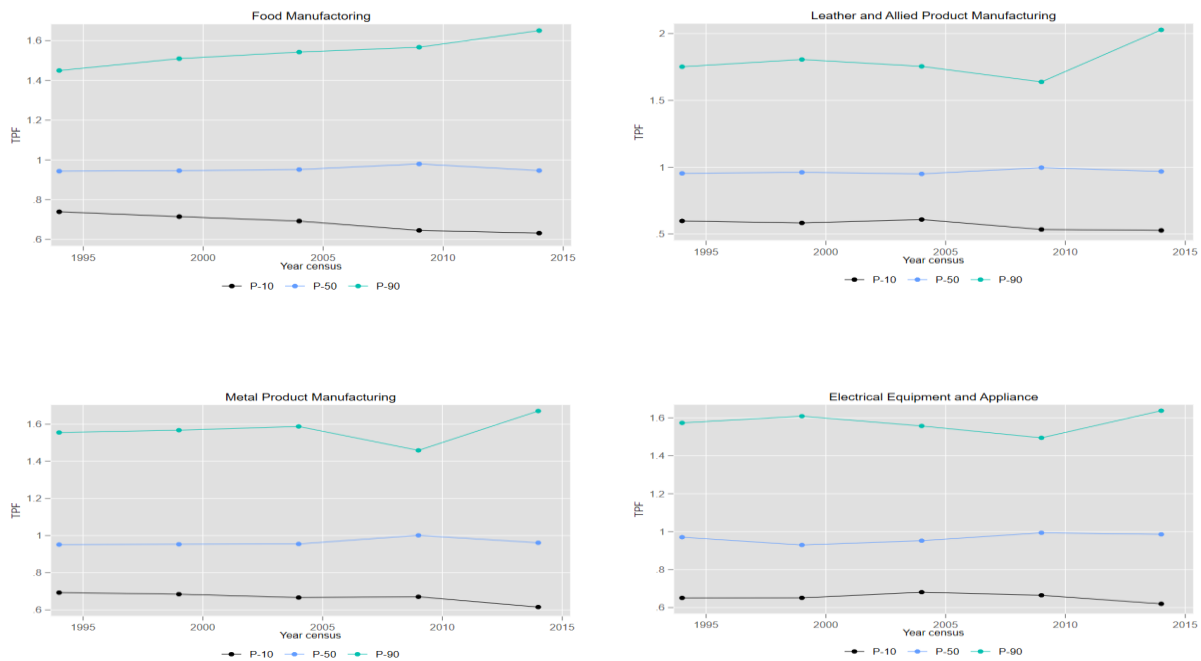 Food Manufactoring
TPF
1.6
1.4
1.2
1
.8
.6
1995 2000 2005 2010 2015
Year census
P-10 P-50 P-90
Leather and Allied Product Manufacturing
TPF
2
1.5
1
.5
1995 2000 2005 2010 2015
Year census
P-10 P-50 P-90
Metal Product Manufacturing
TPF
1.6
1.4
1.2
1
.8
.6
1995 2000 2005 2010 2015
Year census
P-10 P-50 P-90
Electrical Equipment and Appliance
TPF
1.6
1.4
1.2
1
.8
.6
1995 2000 2005 2010 2015
Year census
P-10 P-50 P-90